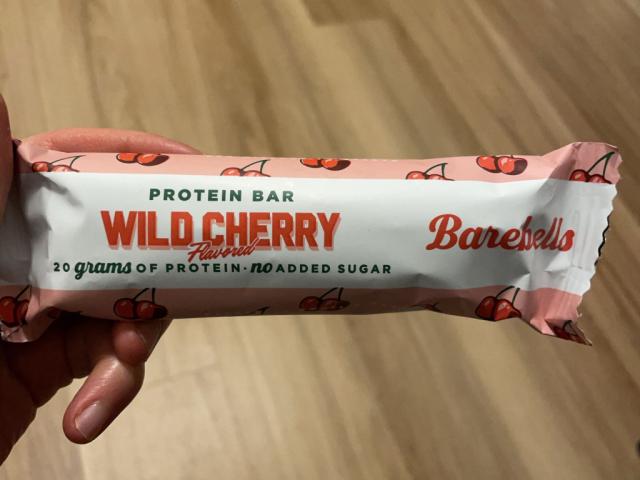 PROTEIN BAR
WILD CHERRY
Flavored
20 grams OF PROTEIN · no ADDED SUGAR
Barebells